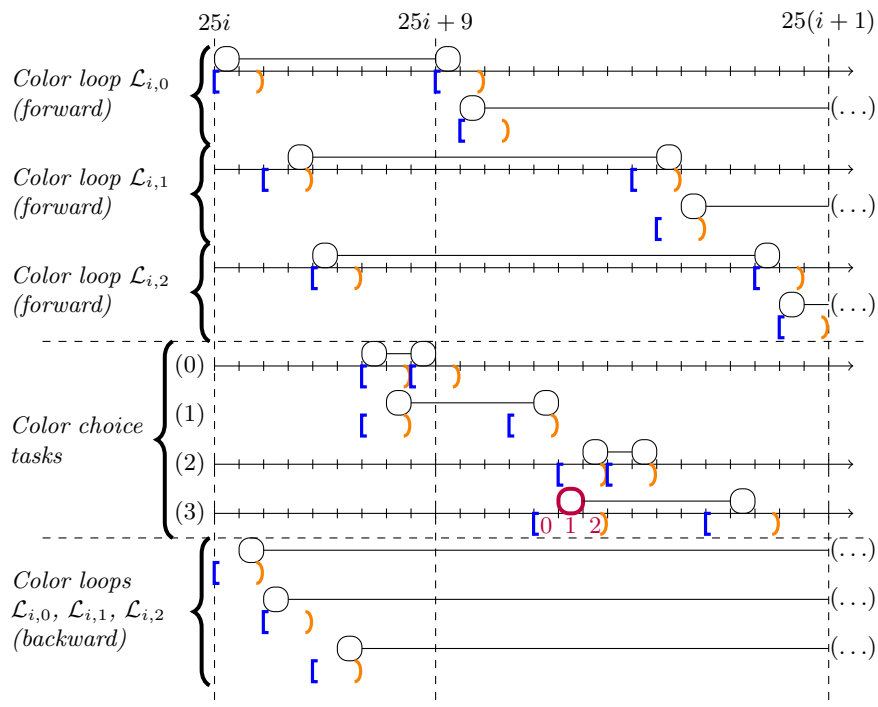 25i 25i + 9 25(i + 1)
Color loop ℒ_{i,0}
(forward)
(...)
Color loop ℒ_{i,1}
(forward)
(...)
Color loop ℒ_{i,2}
(forward)
(...)
(0)
(1)
Color choice
tasks
(2)
(3)
0 1 2
(...)
Color loops
ℒ_{i,0}, ℒ_{i,1}, ℒ_{i,2}
(backward)
(...)
(...)